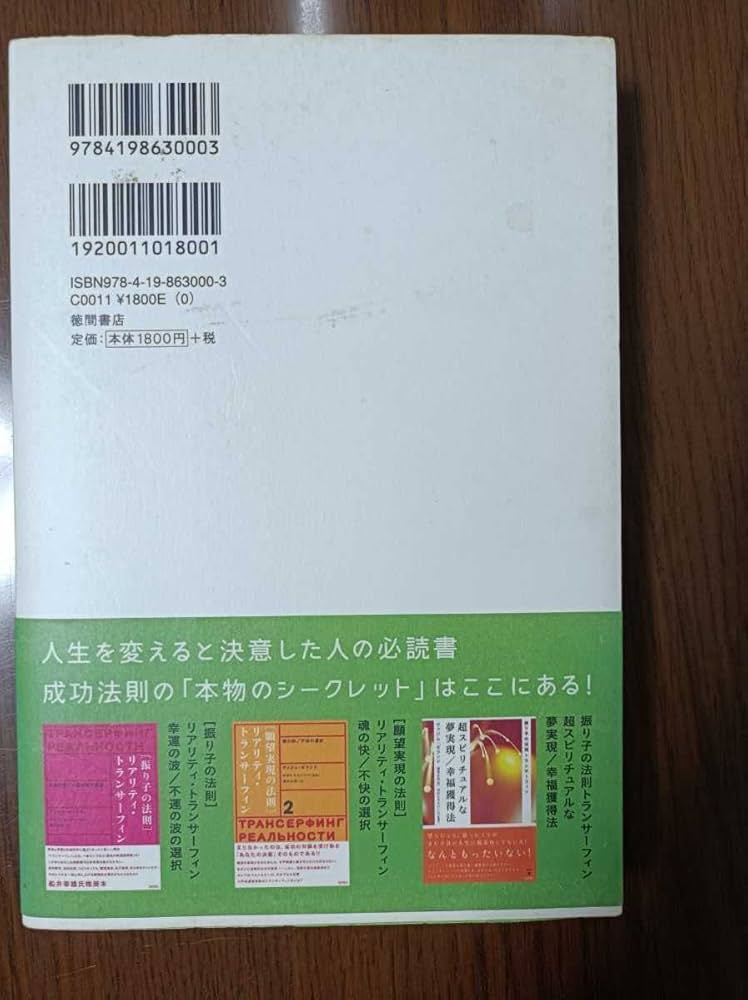 9784198630003
1920011018001
ISBN978-4-19-863000-3
C0011 ¥1800E (0)
徳間書店
定価：本体1800円＋税
人生を変えると決意した人の必読書
成功法則の「本物のシークレット」はここにある！
振り子の法則トランサーフィン
超スピリチュアルな
夢実現／幸福獲得法
超スピリチュアルな
夢実現／幸福獲得法
なんともったいない！
［願望実現の法則］
リアリティ・トランサーフィン
魂の快／不快の選択
［願望実現の法則］
リアリティ・
トランサーフィン
2
ТРАНСЕРФИНГ
РЕАЛЬНОСТИ
［振り子の法則］
リアリティ・トランサーフィン
幸運の波／不運の波の選択
ТРАНСЕРФИНГ
РЕАЛЬНОСТИ
［振り子の法則］
リアリティ・
トランサーフィン
船井幸雄氏推薦本